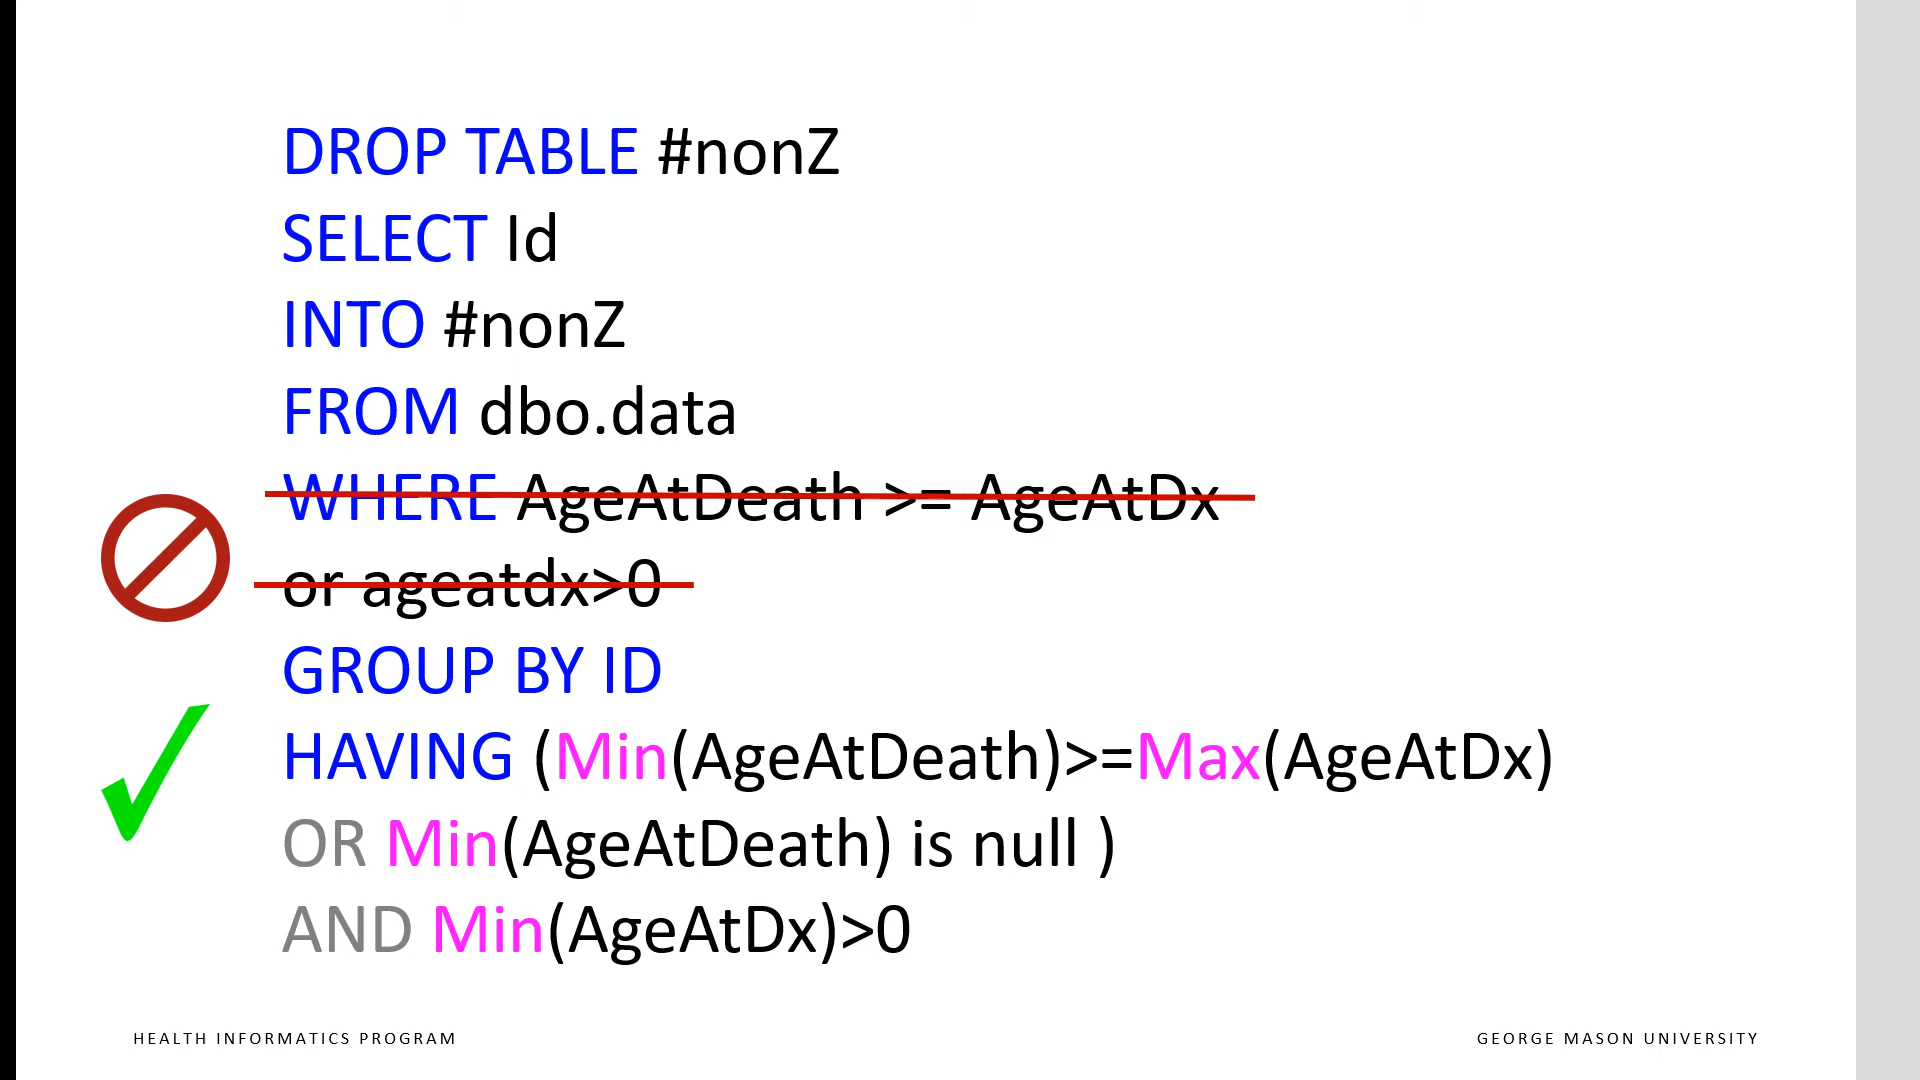 DROP TABLE #nonZ
SELECT Id
INTO #nonZ
FROM dbo.data
WHERE AgeAtDeath >= AgeAtDx
or ageatdx>0
GROUP BY ID
HAVING (Min(AgeAtDeath)>=Max(AgeAtDx)
OR Min(AgeAtDeath) is null )
AND Min(AgeAtDx)>0
HEALTH INFORMATICS PROGRAM
GEORGE MASON UNIVERSITY